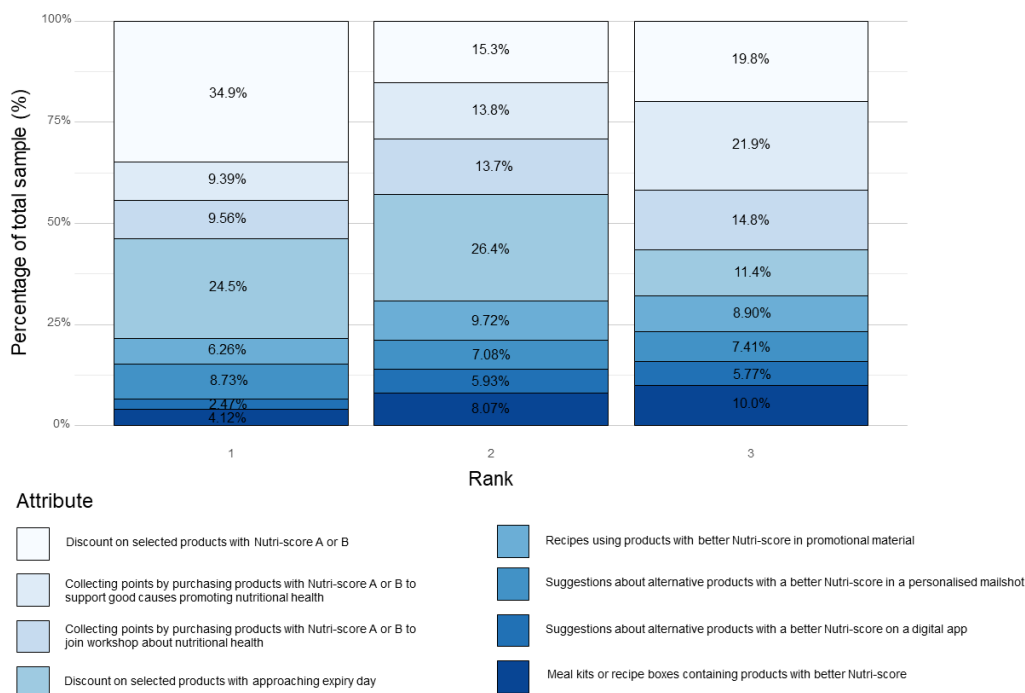 Percentage of total sample (%)
100%
75%
50%
25%
0%
34.9%
9.39%
9.56%
24.5%
6.26%
8.73%
2.47%
4.12%
15.3%
13.8%
13.7%
26.4%
9.72%
7.08%
5.93%
8.07%
19.8%
21.9%
14.8%
11.4%
8.90%
7.41%
5.77%
10.0%
1
2
3
Rank
Attribute
Discount on selected products with Nutri-score A or B
Collecting points by purchasing products with Nutri-score A or B to
support good causes promoting nutritional health
Collecting points by purchasing products with Nutri-score A or B to
join workshop about nutritional health
Discount on selected products with approaching expiry day
Recipes using products with better Nutri-score in promotional material
Suggestions about alternative products with a better Nutri-score in a personalised mailshot
Suggestions about alternative products with a better Nutri-score on a digital app
Meal kits or recipe boxes containing products with better Nutri-score